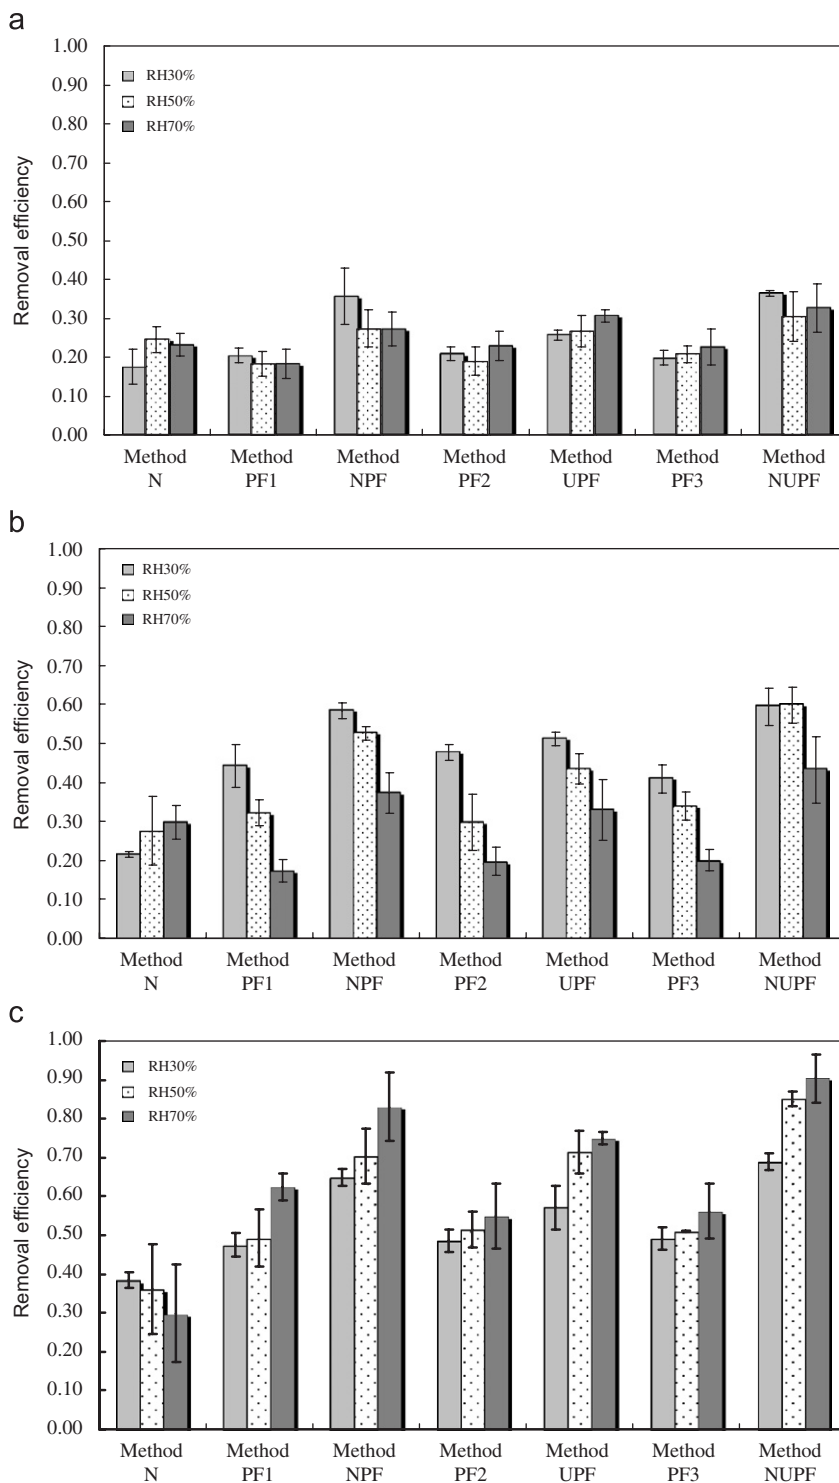 a
1.00
0.90
0.80
0.70
0.60
0.50
0.40
0.30
0.20
0.10
0.00
Removal efficiency
RH30%
RH50%
RH70%
Method Method Method Method Method Method Method
N PF1 NPF PF2 UPF PF3 NUPF
b
1.00
0.90
0.80
0.70
0.60
0.50
0.40
0.30
0.20
0.10
0.00
Removal efficiency
RH30%
RH50%
RH70%
Method Method Method Method Method Method Method
N PF1 NPF PF2 UPF PF3 NUPF
c
1.00
0.90
0.80
0.70
0.60
0.50
0.40
0.30
0.20
0.10
0.00
Removal efficiency
RH30%
RH50%
RH70%
Method Method Method Method Method Method Method
N PF1 NPF PF2 UPF PF3 NUPF